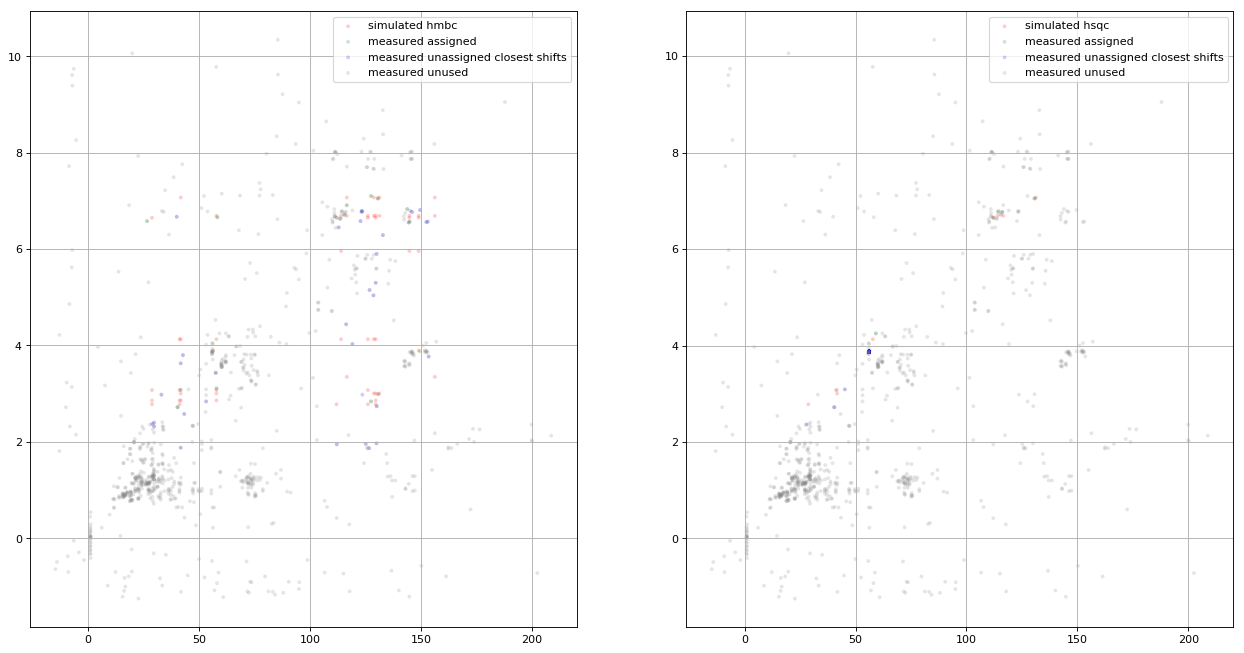 simulated hmbc
measured assigned
measured unassigned closest shifts
measured unused
10
8
6
4
2
0
0
50
100
150
200
simulated hsqc
measured assigned
measured unassigned closest shifts
measured unused
10
8
6
4
2
0
0
50
100
150
200